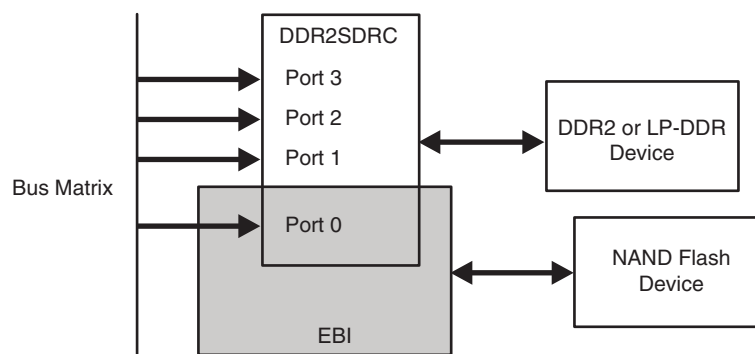 DDR2SDRC
Port 3
Port 2
Port 1
Port 0
Bus Matrix
EBI
DDR2 or LP-DDR
Device
NAND Flash
Device